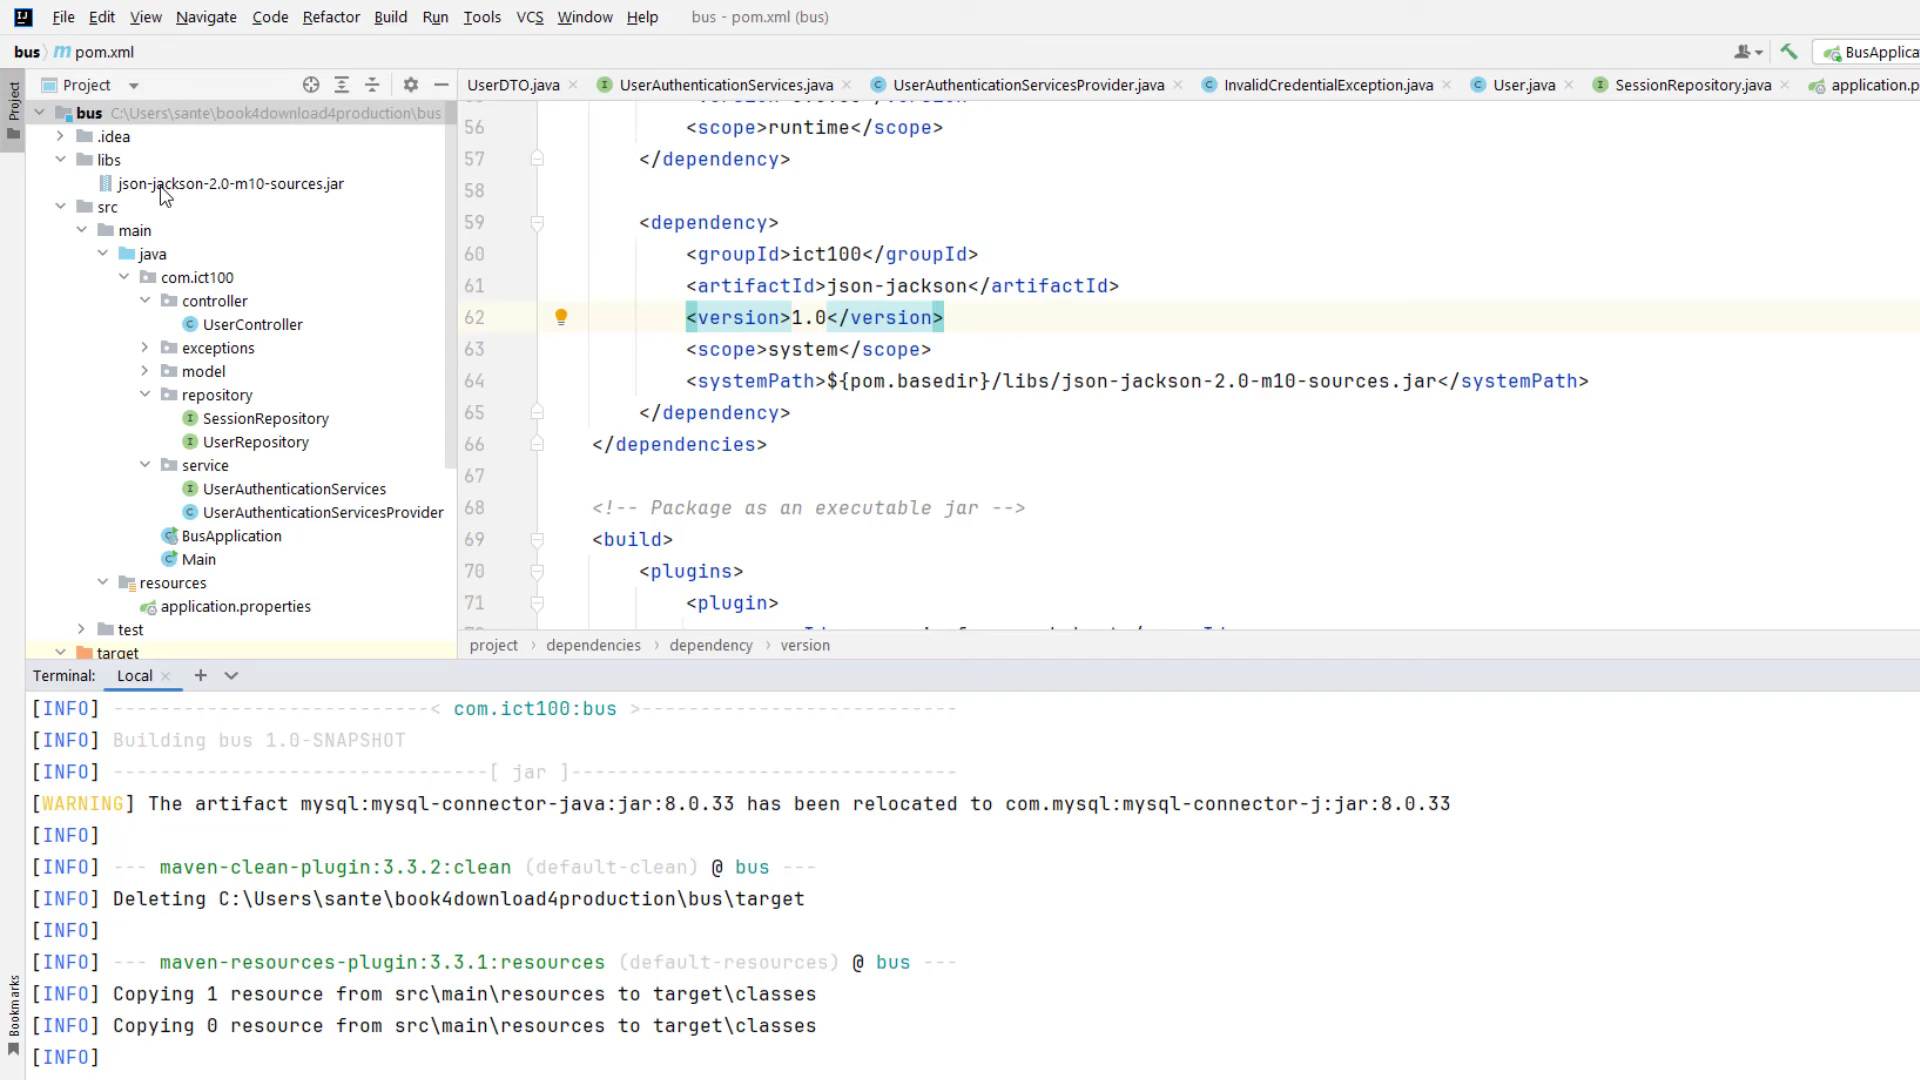 File Edit View Navigate Code Refactor Build Run Tools VCS Window Help bus - pom.xml (bus)
bus pom.xml
BusApplica
Project
Project
UserDTO.java UserAuthenticationServices.java UserAuthenticationServicesProvider.java InvalidCredentialException.java User.java SessionRepository.java application.p
bus C:\Users\sante\book4download4production\bus
.idea
libs
json-jackson-2.0-m10-sources.jar
src
main
java
com.ict100
controller
UserController
exceptions
model
repository
SessionRepository
UserRepository
service
UserAuthenticationServices
UserAuthenticationServicesProvider
BusApplication
Main
resources
application.properties
test
target
56 <scope>runtime</scope>
57 </dependency>
58
59 <dependency>
60 <groupId>ict100</groupId>
61 <artifactId>json-jackson</artifactId>
62 <version>1.0</version>
63 <scope>system</scope>
64 <systemPath>${pom.basedir}/libs/json-jackson-2.0-m10-sources.jar</systemPath>
65 </dependency>
66 </dependencies>
67
68 <!-- Package as an executable jar -->
69 <build>
70 <plugins>
71 <plugin>
project › dependencies › dependency › version
Terminal: Local
[INFO] ---------------------------< com.ict100:bus >---------------------------
[INFO] Building bus 1.0-SNAPSHOT
[INFO] --------------------------------[ jar ]---------------------------------
[WARNING] The artifact mysql:mysql-connector-java:jar:8.0.33 has been relocated to com.mysql:mysql-connector-j:jar:8.0.33
[INFO]
[INFO] --- maven-clean-plugin:3.3.2:clean (default-clean) @ bus ---
[INFO] Deleting C:\Users\sante\book4download4production\bus\target
[INFO]
[INFO] --- maven-resources-plugin:3.3.1:resources (default-resources) @ bus ---
[INFO] Copying 1 resource from src\main\resources to target\classes
[INFO] Copying 0 resource from src\main\resources to target\classes
[INFO]
Bookmarks